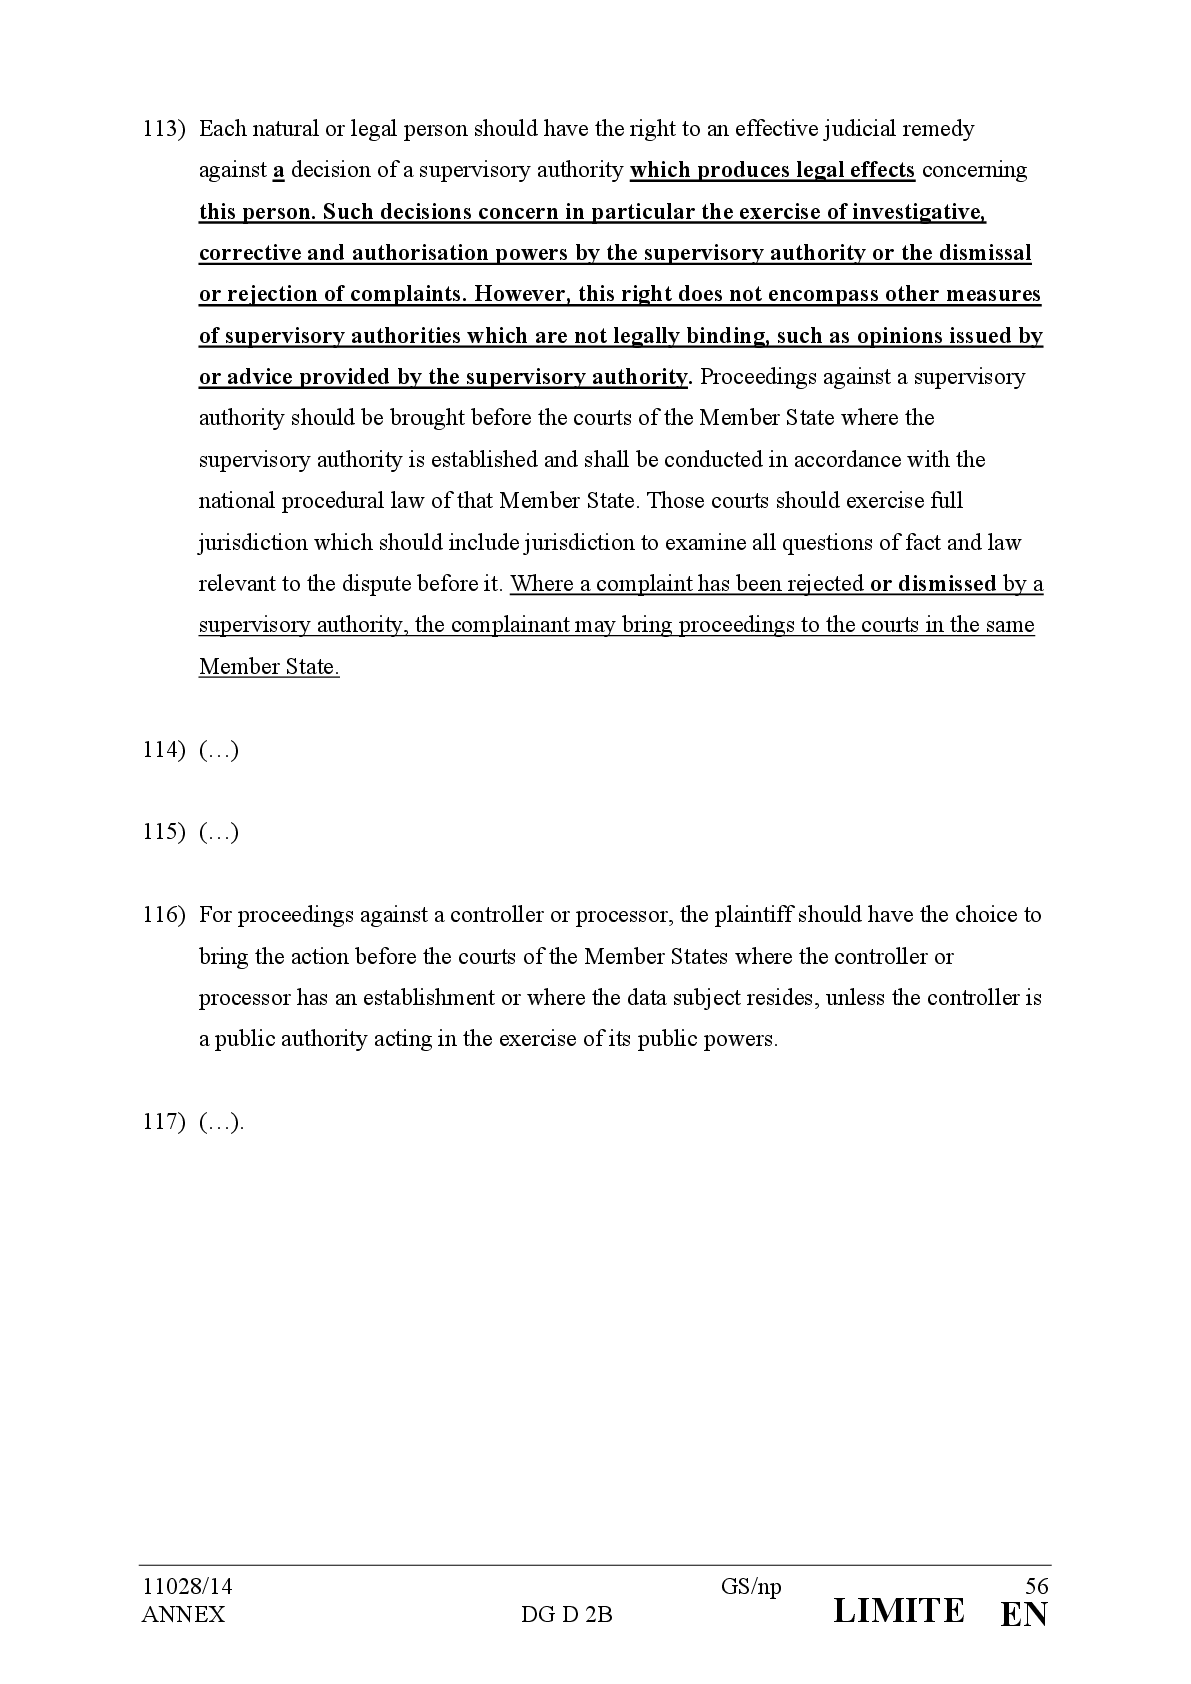 113) Each natural or legal person should have the right to an effective judicial remedy
against a decision of a supervisory authority which produces legal effects concerning
this person. Such decisions concern in particular the exercise of investigative,
corrective and authorisation powers by the supervisory authority or the dismissal
or rejection of complaints. However, this right does not encompass other measures
of supervisory authorities which are not legally binding, such as opinions issued by
or advice provided by the supervisory authority. Proceedings against a supervisory
authority should be brought before the courts of the Member State where the
supervisory authority is established and shall be conducted in accordance with the
national procedural law of that Member State. Those courts should exercise full
jurisdiction which should include jurisdiction to examine all questions of fact and law
relevant to the dispute before it. Where a complaint has been rejected or dismissed by a
supervisory authority, the complainant may bring proceedings to the courts in the same
Member State.
114) (…)
115) (…)
116) For proceedings against a controller or processor, the plaintiff should have the choice to
bring the action before the courts of the Member States where the controller or
processor has an establishment or where the data subject resides, unless the controller is
a public authority acting in the exercise of its public powers.
117) (…).
11028/14 GS/np 56
ANNEX DG D 2B LIMITE EN